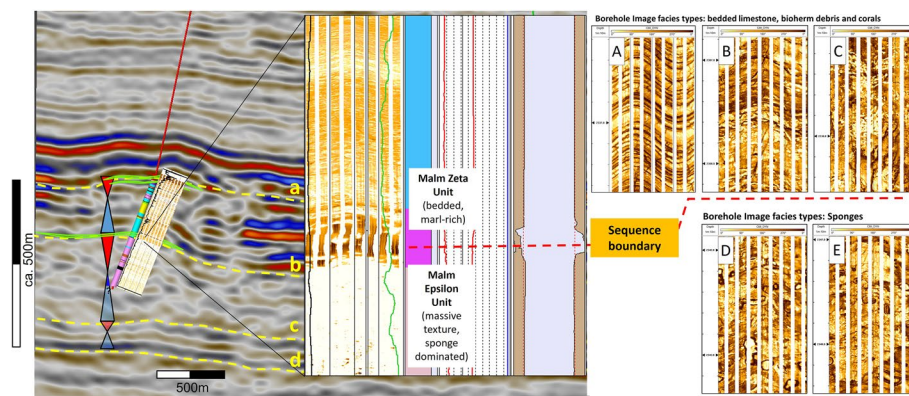 Borehole Image facies types: bedded limestone, bioherm debris and corals
A
B
C
Malm Zeta
Unit
(bedded,
marl-rich)
Sequence
boundary
Malm
Epsilon
Unit
(massive
texture,
sponge
dominated)
Borehole Image facies types: Sponges
D
E
a
b
c
d
ca. 500m
500m